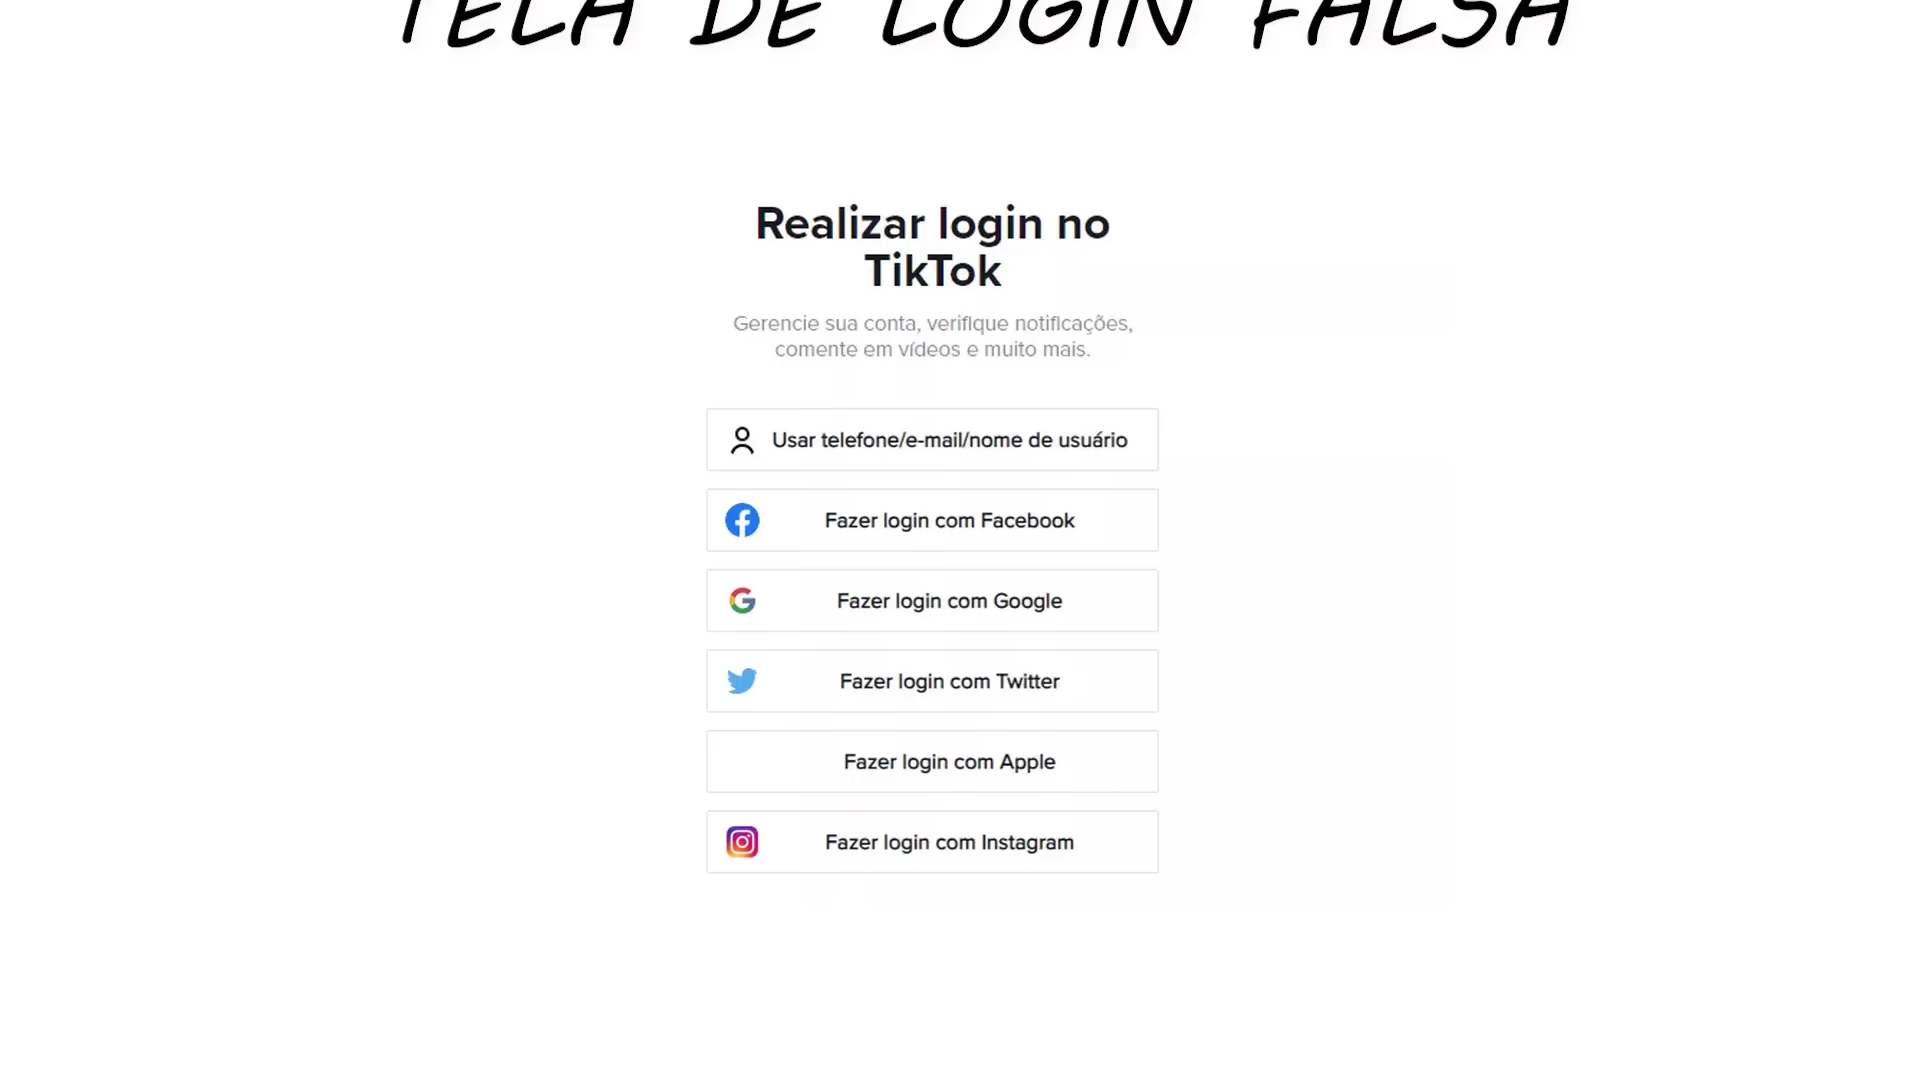 TELA DE LOGIN FALSA
Realizar login no
TikTok
Gerencie sua conta, verifique notificações,
comente em vídeos e muito mais.
Usar telefone/e-mail/nome de usuário
Fazer login com Facebook
Fazer login com Google
Fazer login com Twitter
Fazer login com Apple
Fazer login com Instagram